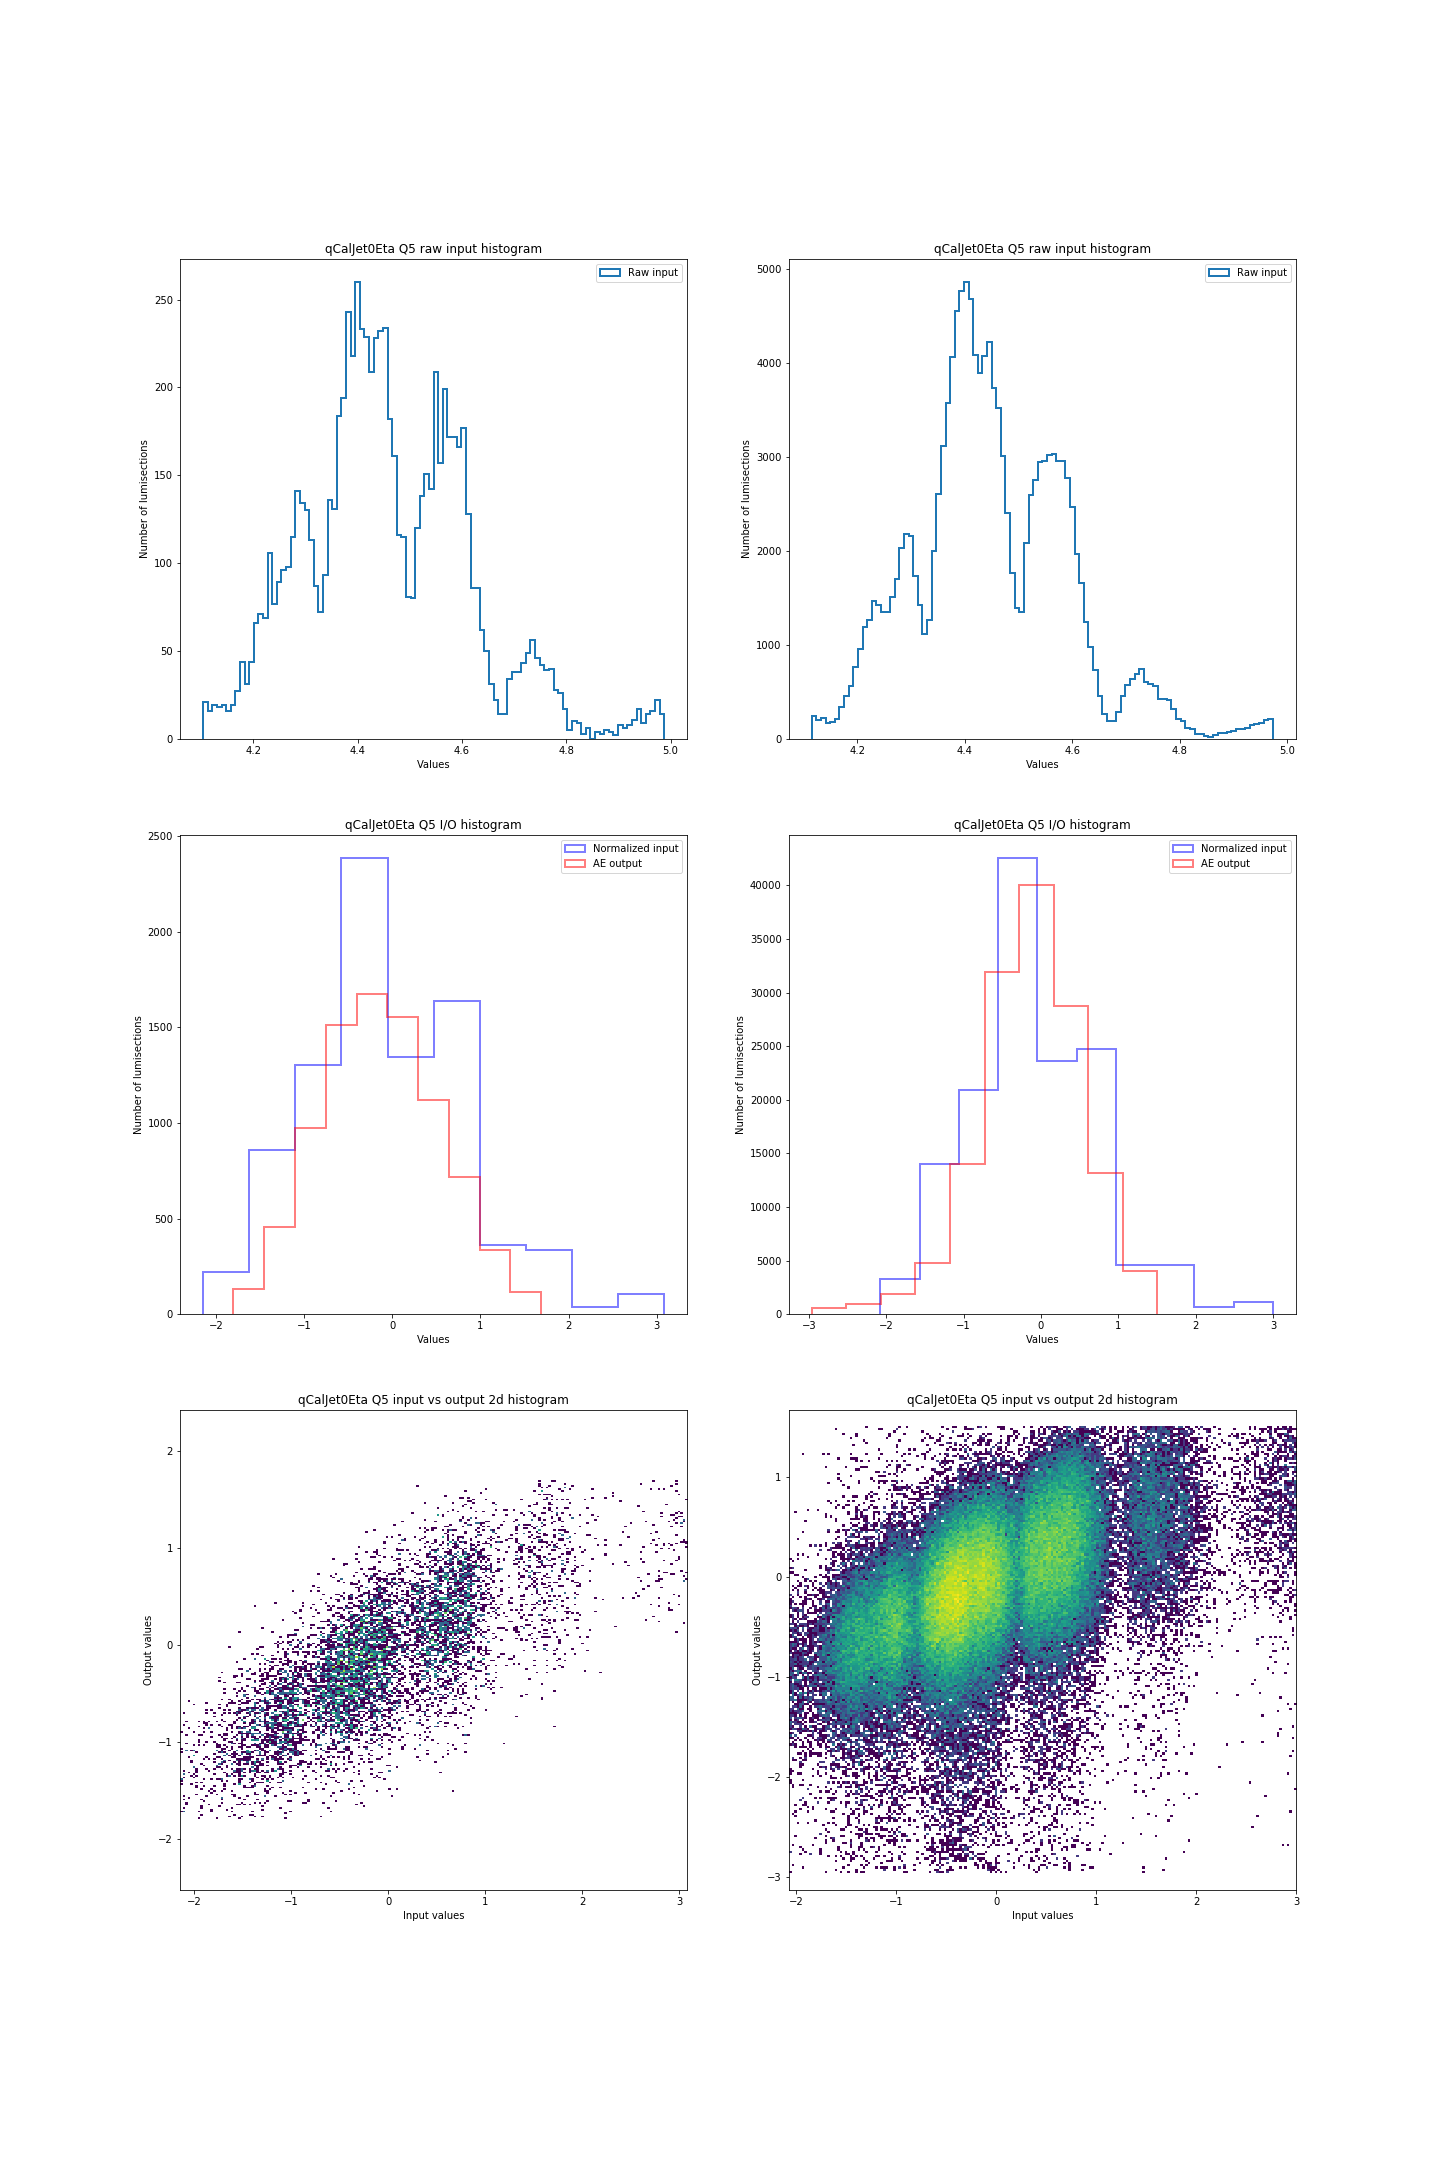 qCalJet0Eta Q5 raw input histogram
Raw input
Number of lumisections
250
200
150
100
50
0
4.2 4.4 4.6 4.8 5.0
Values
qCalJet0Eta Q5 raw input histogram
Raw input
Number of lumisections
5000
4000
3000
2000
1000
0
4.2 4.4 4.6 4.8 5.0
Values
qCalJet0Eta Q5 I/O histogram
Normalized input
AE output
Number of lumisections
2500
2000
1500
1000
500
0
−2 −1 0 1 2 3
Values
qCalJet0Eta Q5 I/O histogram
Normalized input
AE output
Number of lumisections
40000
35000
30000
25000
20000
15000
10000
5000
0
−3 −2 −1 0 1 2 3
Values
qCalJet0Eta Q5 input vs output 2d histogram
Output values
2
1
0
−1
−2
−2 −1 0 1 2 3
Input values
qCalJet0Eta Q5 input vs output 2d histogram
Output values
1
0
−1
−2
−3
−2 −1 0 1 2 3
Input values